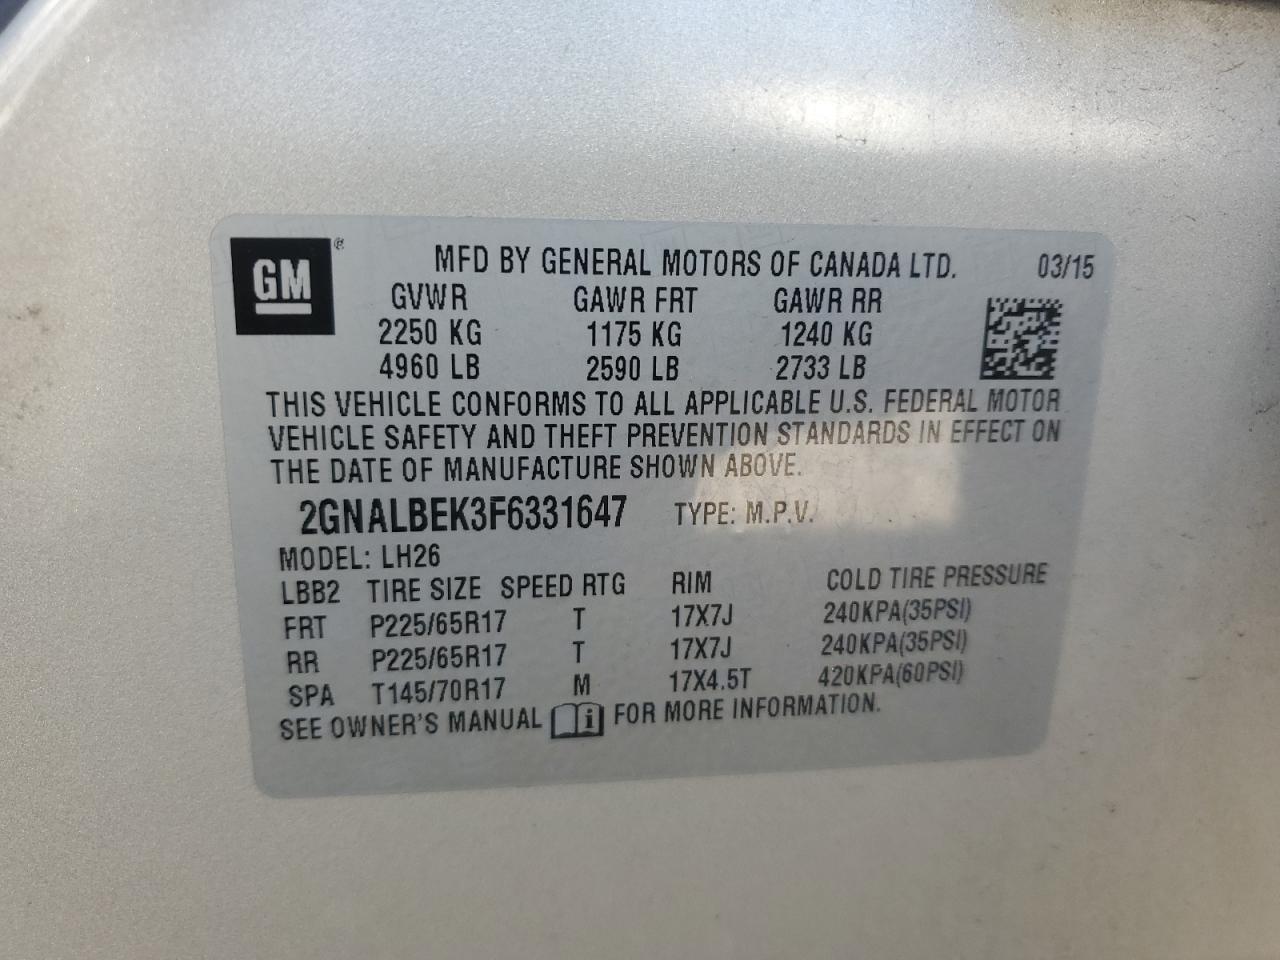 GM ®
MFD BY GENERAL MOTORS OF CANADA LTD. 03/15
GVWR GAWR FRT GAWR RR
2250 KG 1175 KG 1240 KG
4960 LB 2590 LB 2733 LB
THIS VEHICLE CONFORMS TO ALL APPLICABLE U.S. FEDERAL MOTOR
VEHICLE SAFETY AND THEFT PREVENTION STANDARDS IN EFFECT ON
THE DATE OF MANUFACTURE SHOWN ABOVE.
2GNALBEK3F6331647 TYPE: M.P.V.
MODEL: LH26
LBB2 TIRE SIZE SPEED RTG RIM COLD TIRE PRESSURE
FRT P225/65R17 T 17X7J 240KPA(35PSI)
RR P225/65R17 T 17X7J 240KPA(35PSI)
SPA T145/70R17 M 17X4.5T 420KPA(60PSI)
SEE OWNER'S MANUAL i FOR MORE INFORMATION.